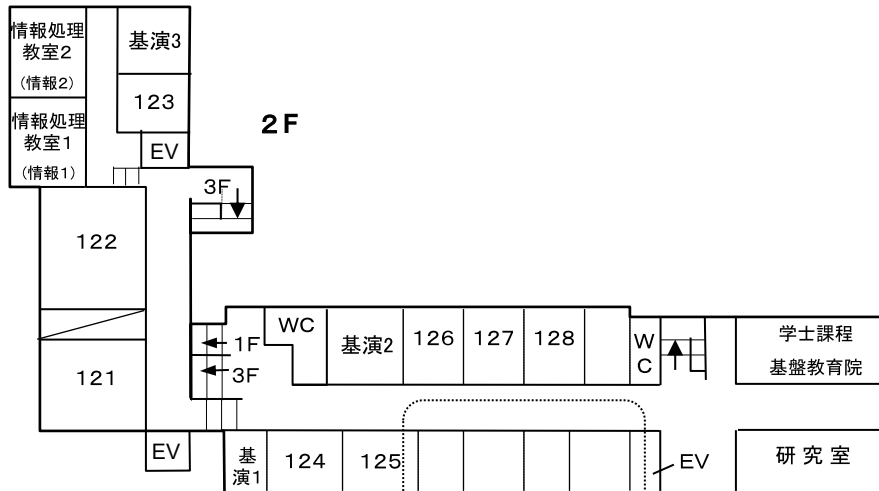 情報処理
教室2
(情報2)
基演3
情報処理
教室1
(情報1)
123
2F
EV
3F
122
WC
1F
基演2
126
127
128
W
C
学士課程
基盤教育院
121
3F
EV
基
演1
124
125
EV
研究室